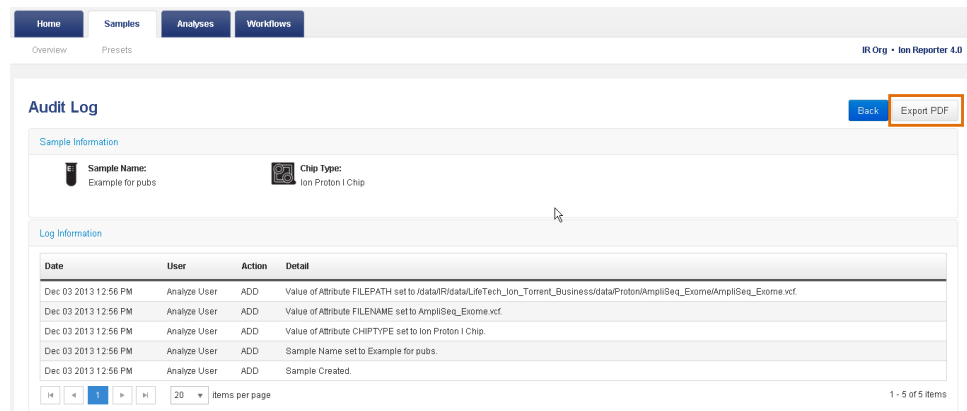 Home Samples Analyses Workflows
Overview Presets IR Org • Ion Reporter 4.0
Audit Log
Back Export PDF
Sample Information
Sample Name: Chip Type:
Example for pubs Ion Proton I Chip
Log Information
Date User Action Detail
Dec 03 2013 12:56 PM Analyze User ADD Value of Attribute FILEPATH set to /data/IR/data/LifeTech_Ion_Torrent_Business/data/Proton/AmpliSeq_Exome/AmpliSeq_Exome.vcf.
Dec 03 2013 12:56 PM Analyze User ADD Value of Attribute FILENAME set to AmpliSeq_Exome.vcf.
Dec 03 2013 12:56 PM Analyze User ADD Value of Attribute CHIPTYPE set to Ion Proton I Chip.
Dec 03 2013 12:56 PM Analyze User ADD Sample Name set to Example for pubs.
Dec 03 2013 12:56 PM Analyze User ADD Sample Created.
1 20 items per page 1 - 5 of 5 items